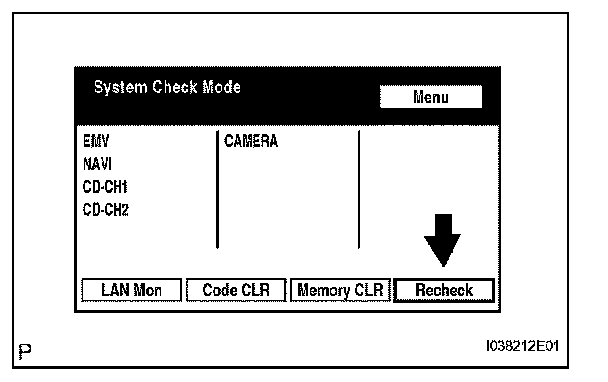 System Check Mode
Menu
EMV
NAVI
CD-CH1
CD-CH2
CAMERA
LAN Mon
Code CLR
Memory CLR
Recheck
P
I038212E01